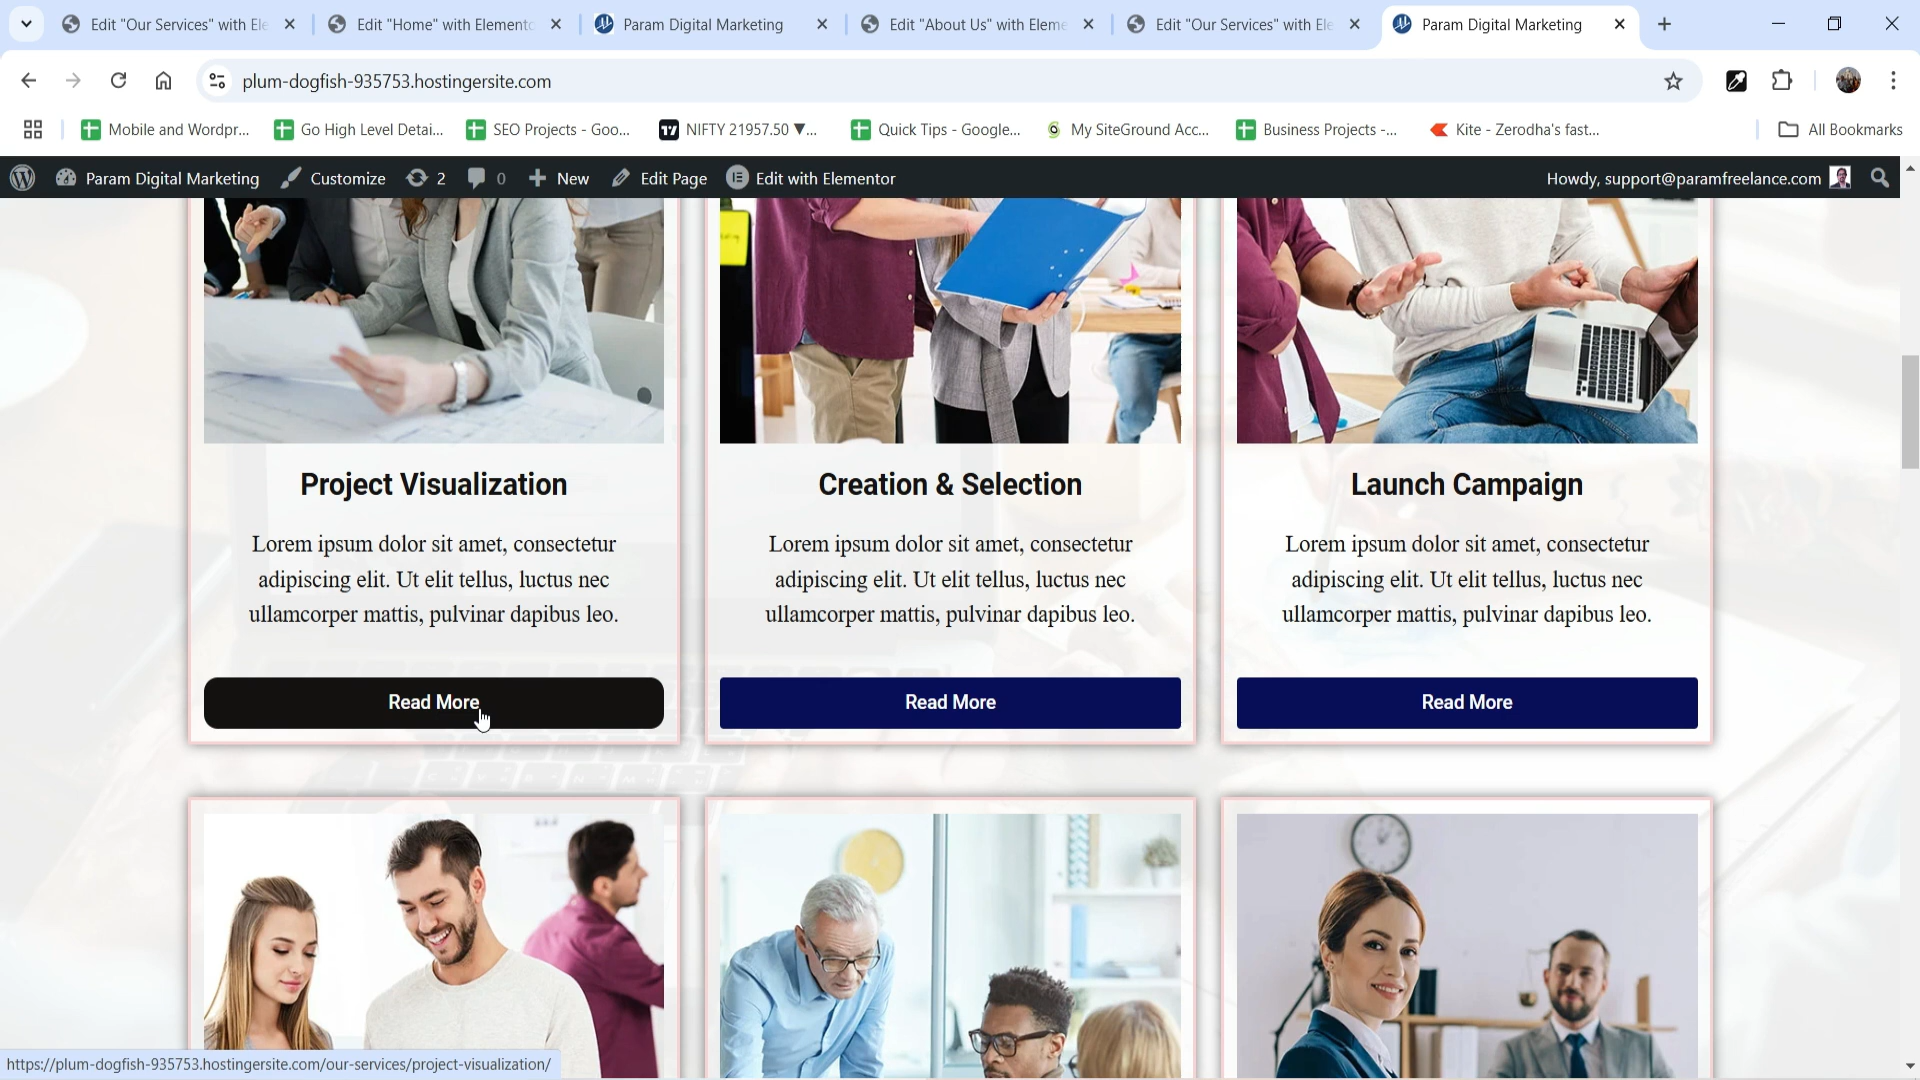 Edit "Our Services" with Ele
Edit "Home" with Elemento
Param Digital Marketing
Edit "About Us" with Eleme
Edit "Our Services" with Ele
Param Digital Marketing
plum-dogfish-935753.hostingersite.com
Mobile and Wordpr...
Go High Level Detai...
SEO Projects - Goo...
NIFTY 21957.50 ▼...
Quick Tips - Google...
My SiteGround Acc...
Business Projects -...
Kite - Zerodha's fast...
All Bookmarks
Param Digital Marketing
Customize
2
0
New
Edit Page
Edit with Elementor
Howdy, support@paramfreelance.com
Project Visualization
Lorem ipsum dolor sit amet, consectetur
adipiscing elit. Ut elit tellus, luctus nec
ullamcorper mattis, pulvinar dapibus leo.
Read More
Creation & Selection
Lorem ipsum dolor sit amet, consectetur
adipiscing elit. Ut elit tellus, luctus nec
ullamcorper mattis, pulvinar dapibus leo.
Read More
Launch Campaign
Lorem ipsum dolor sit amet, consectetur
adipiscing elit. Ut elit tellus, luctus nec
ullamcorper mattis, pulvinar dapibus leo.
Read More
https://plum-dogfish-935753.hostingersite.com/our-services/project-visualization/